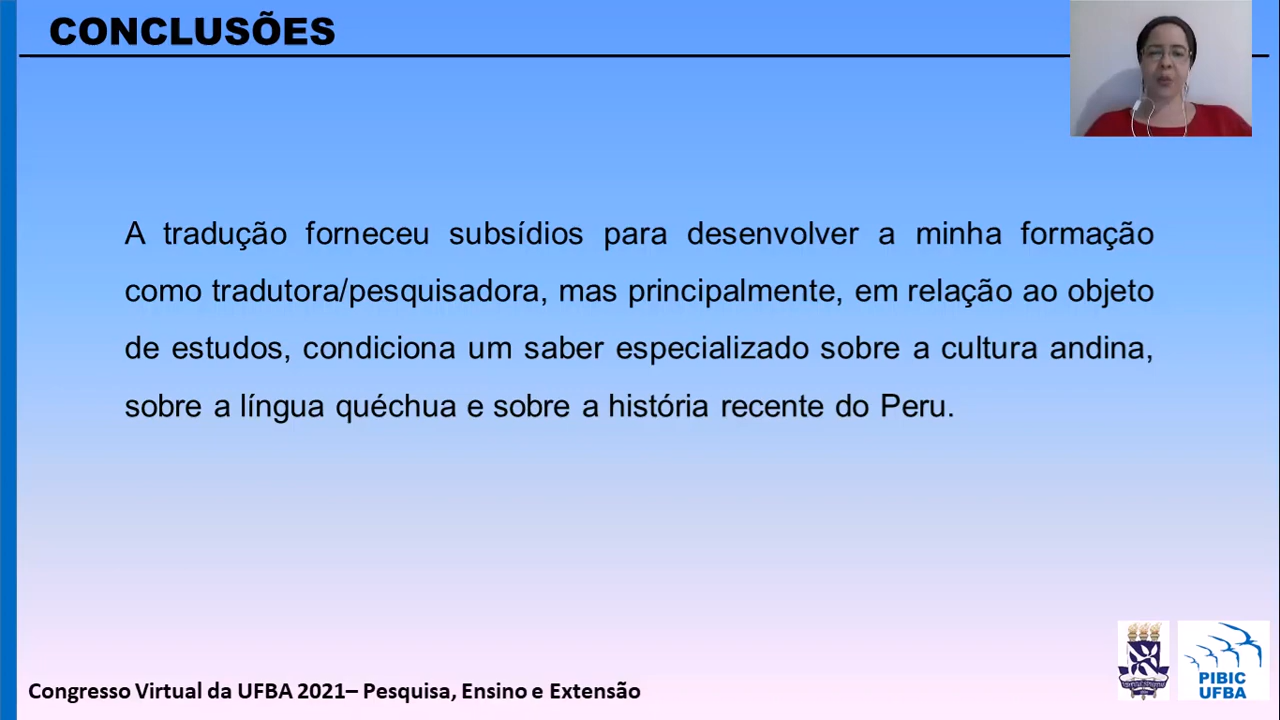 CONCLUSÕES
A tradução forneceu subsídios para desenvolver a minha formação
como tradutora/pesquisadora, mas principalmente, em relação ao objeto
de estudos, condiciona um saber especializado sobre a cultura andina,
sobre a língua quéchua e sobre a história recente do Peru.
Congresso Virtual da UFBA 2021– Pesquisa, Ensino e Extensão
PIBIC
UFBA